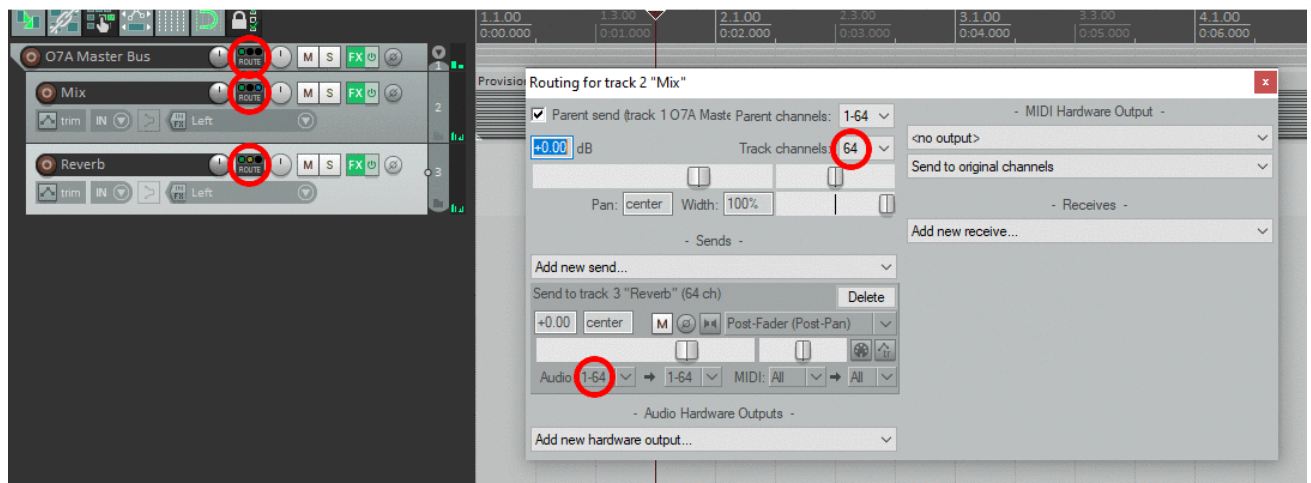 1.1.00 1.3.00 2.1.00 2.3.00 3.1.00 3.3.00 4.1.00
0:00.000 0:01.000 0:02.000 0:03.000 0:04.000 0:05.000 0:06.000
O7A Master Bus ROUTE M S FX 1
Mix ROUTE M S FX 2
trim IN FX Left
Reverb ROUTE M S FX 3
trim IN FX Left
Provision
Routing for track 2 "Mix" x
Parent send (track 1 O7A Maste Parent channels: 1-64
+0.00 dB Track channels: 64
Pan: center Width: 100%
- Sends -
Add new send...
Send to track 3 "Reverb" (64 ch) Delete
+0.00 center M Post-Fader (Post-Pan)
Audio: 1-64 1-64 MIDI: All All
- Audio Hardware Outputs -
Add new hardware output...
- MIDI Hardware Output -
<no output>
Send to original channels
- Receives -
Add new receive...